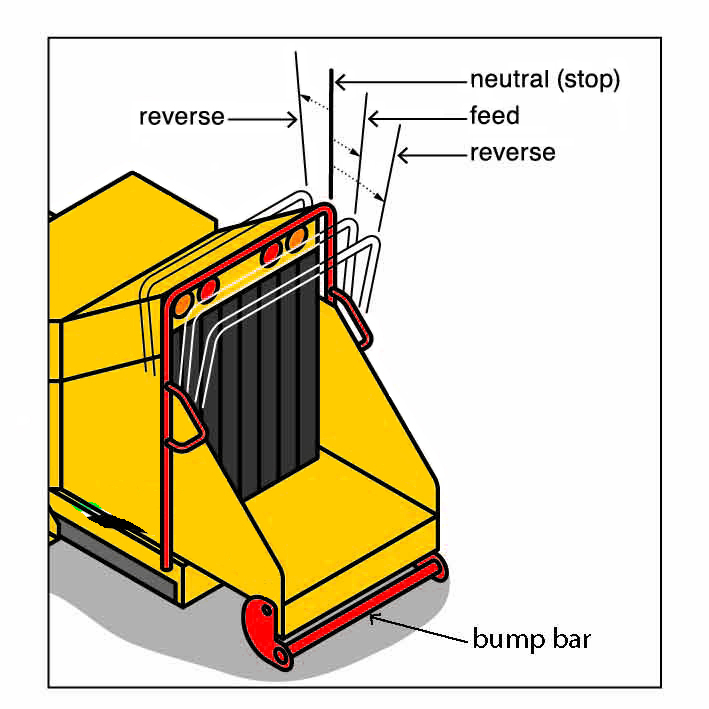 neutral (stop)
reverse
feed
reverse
bump bar